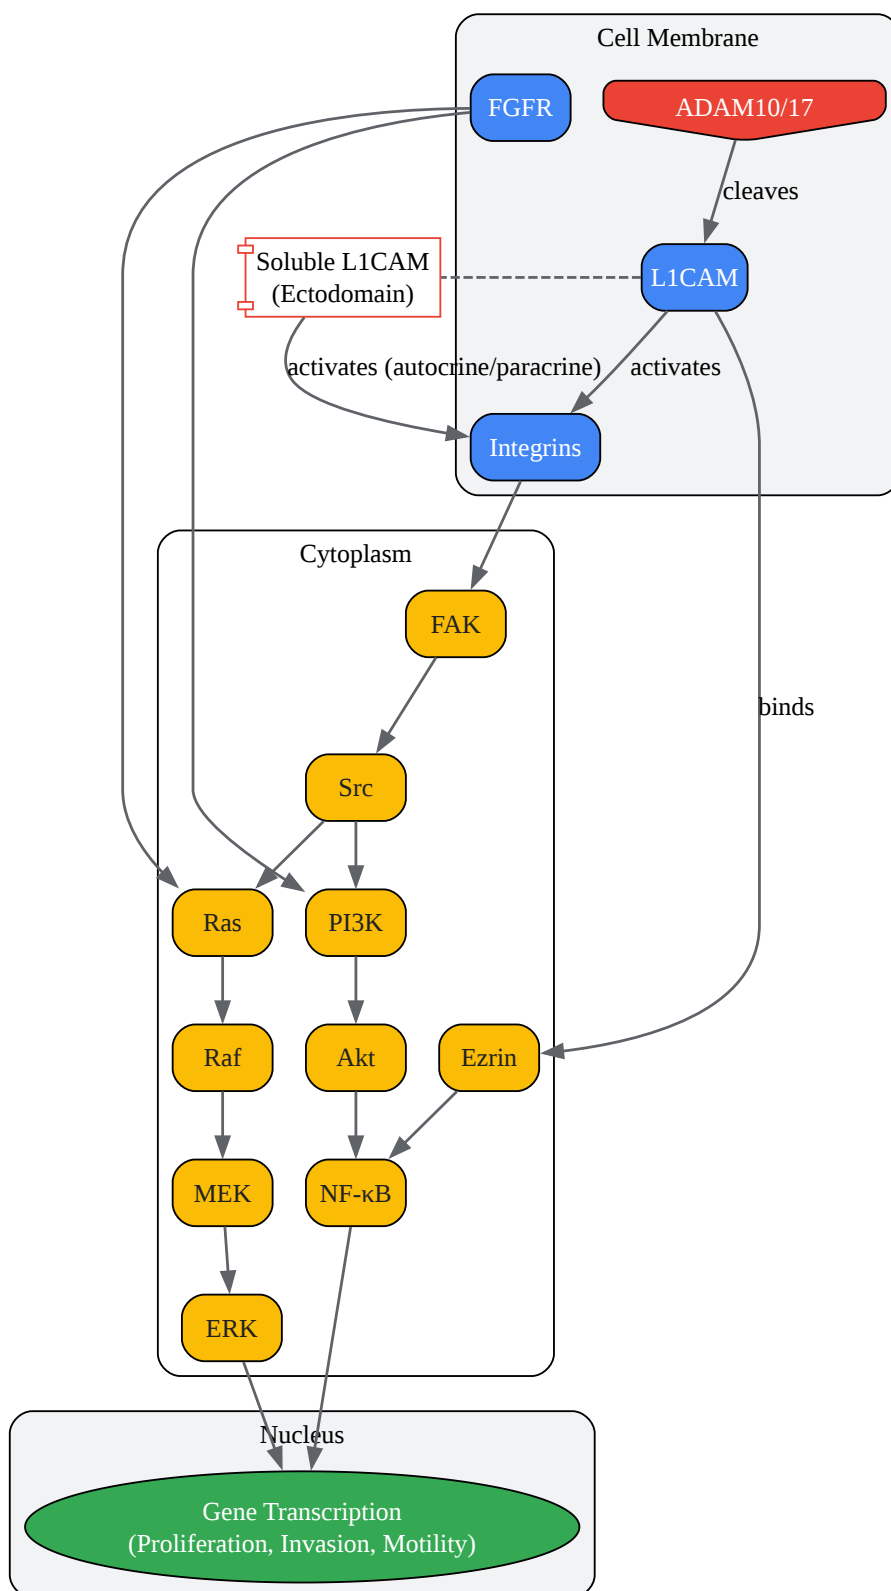 Cell Membrane
FGFR
ADAM10/17
cleaves
Soluble L1CAM
(Ectodomain)
L1CAM
activates (autocrine/paracrine)
activates
Integrins
Cytoplasm
FAK
binds
Src
Ras
PI3K
Raf
Akt
Ezrin
MEK
NF-κB
ERK
Nucleus
Gene Transcription
(Proliferation, Invasion, Motility)